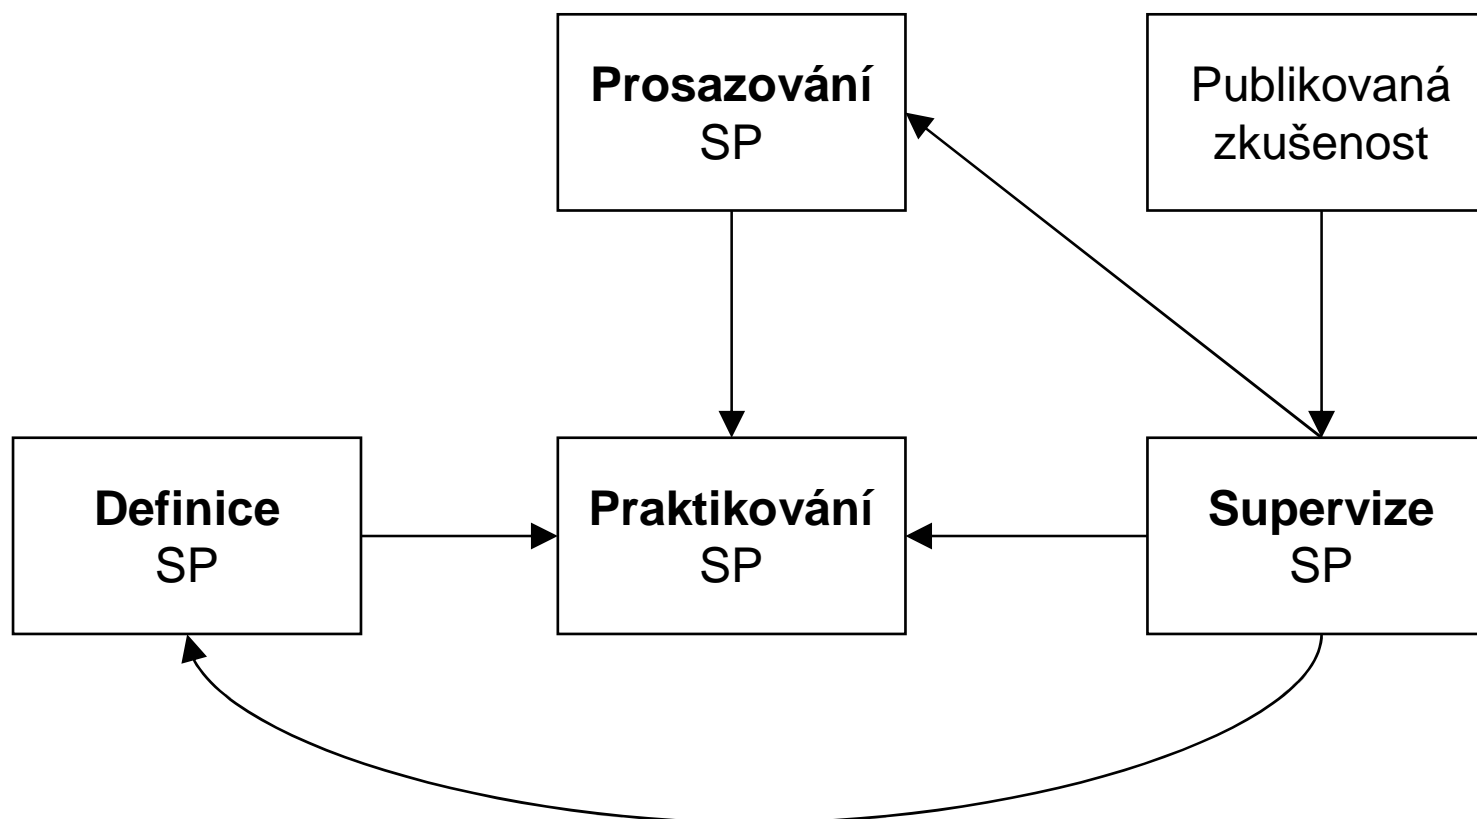 Prosazování
SP
Publikovaná
zkušenost
Definice
SP
Praktikování
SP
Supervize
SP